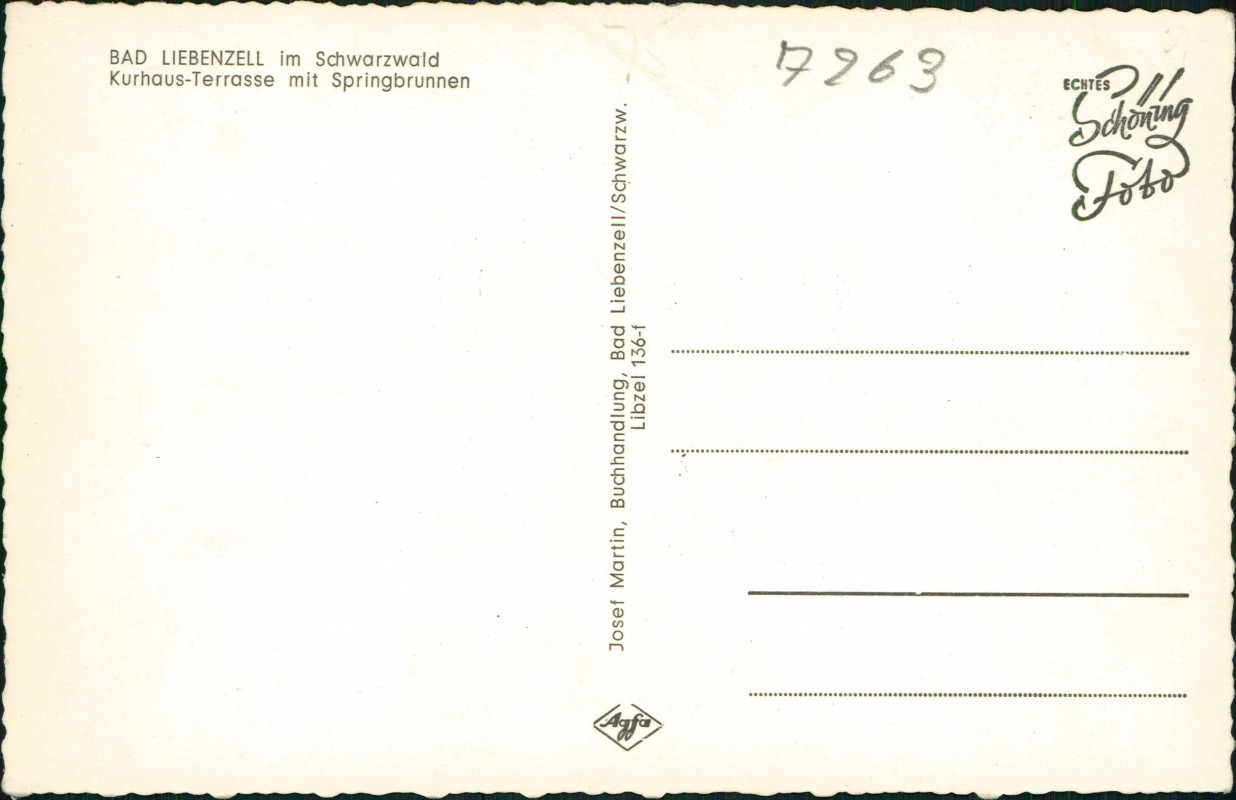 BAD LIEBENZELL im Schwarzwald
Kurhaus-Terrasse mit Springbrunnen
7263
ECHTES
Schöning
Foto
Josef Martin, Buchhandlung, Bad Liebenzell/Schwarzw.
Libzel 136-f
Agfa